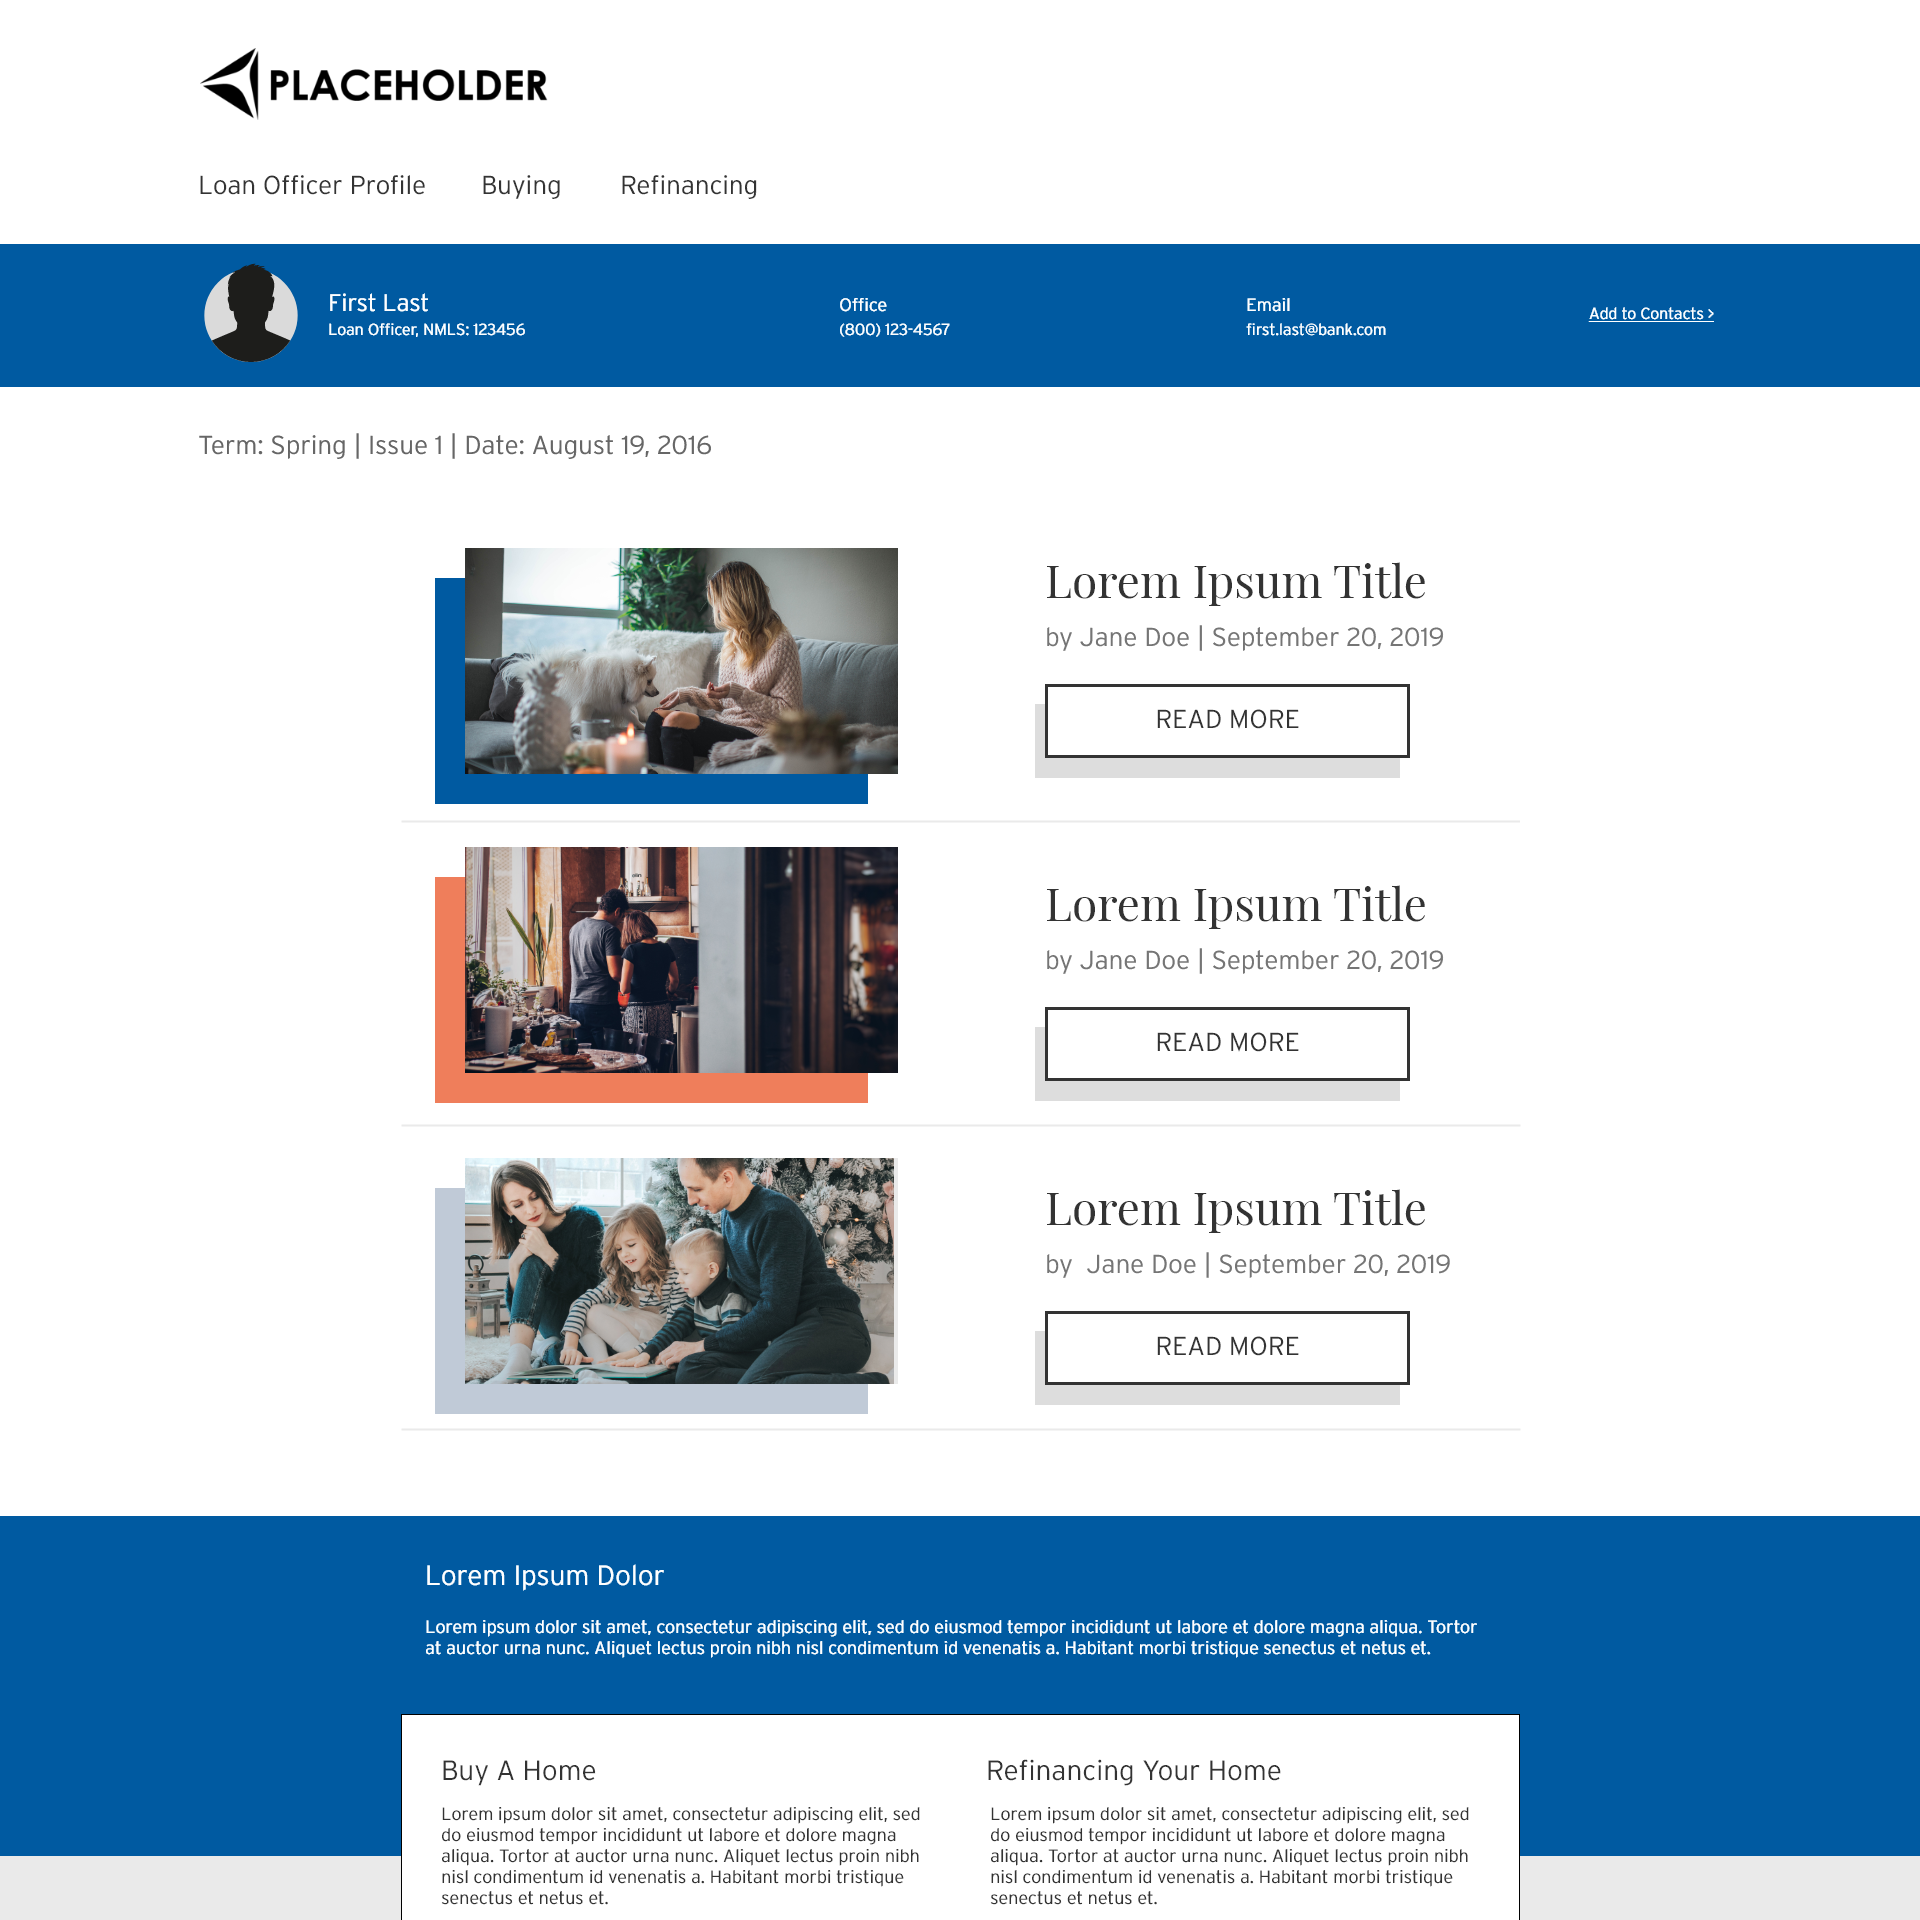 PLACEHOLDER
Loan Officer Profile Buying Refinancing
First Last
Loan Officer, NMLS: 123456
Office
(800) 123-4567
Email
first.last@bank.com
Add to Contacts >
Term: Spring | Issue 1 | Date: August 19, 2016
Lorem Ipsum Title
by Jane Doe | September 20, 2019
READ MORE
Lorem Ipsum Title
by Jane Doe | September 20, 2019
READ MORE
Lorem Ipsum Title
by  Jane Doe | September 20, 2019
READ MORE
Lorem Ipsum Dolor
Lorem ipsum dolor sit amet, consectetur adipiscing elit, sed do eiusmod tempor incididunt ut labore et dolore magna aliqua. Tortor
at auctor urna nunc. Aliquet lectus proin nibh nisl condimentum id venenatis a. Habitant morbi tristique senectus et netus et.
Buy A Home
Lorem ipsum dolor sit amet, consectetur adipiscing elit, sed
do eiusmod tempor incididunt ut labore et dolore magna
aliqua. Tortor at auctor urna nunc. Aliquet lectus proin nibh
nisl condimentum id venenatis a. Habitant morbi tristique
senectus et netus et.
Refinancing Your Home
Lorem ipsum dolor sit amet, consectetur adipiscing elit, sed
do eiusmod tempor incididunt ut labore et dolore magna
aliqua. Tortor at auctor urna nunc. Aliquet lectus proin nibh
nisl condimentum id venenatis a. Habitant morbi tristique
senectus et netus et.